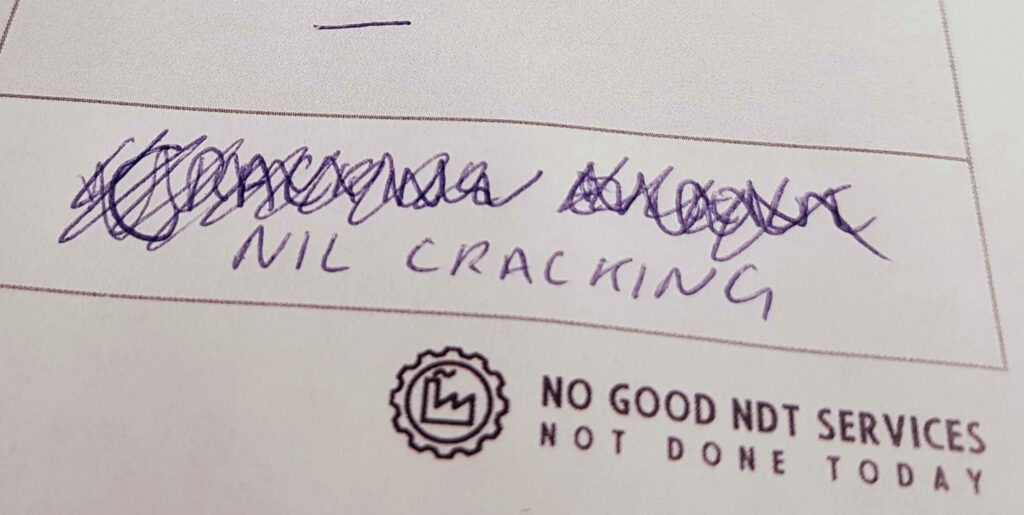 NIL CRACKING
NO GOOD NDT SERVICES
NOT DONE TODAY